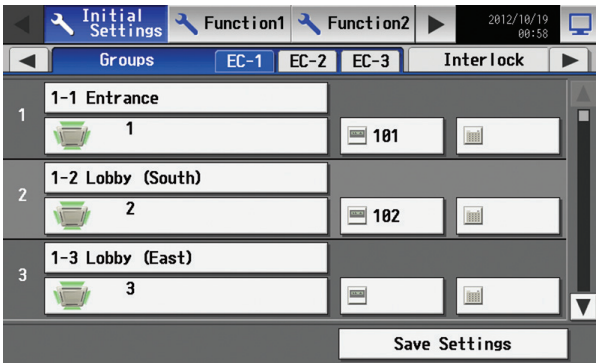 Initial Settings Function1 Function2 2012/10/19 00:58
Groups EC-1 EC-2 EC-3 Interlock
1
1-1 Entrance
1 101
2
1-2 Lobby (South)
2 102
3
1-3 Lobby (East)
3
Save Settings